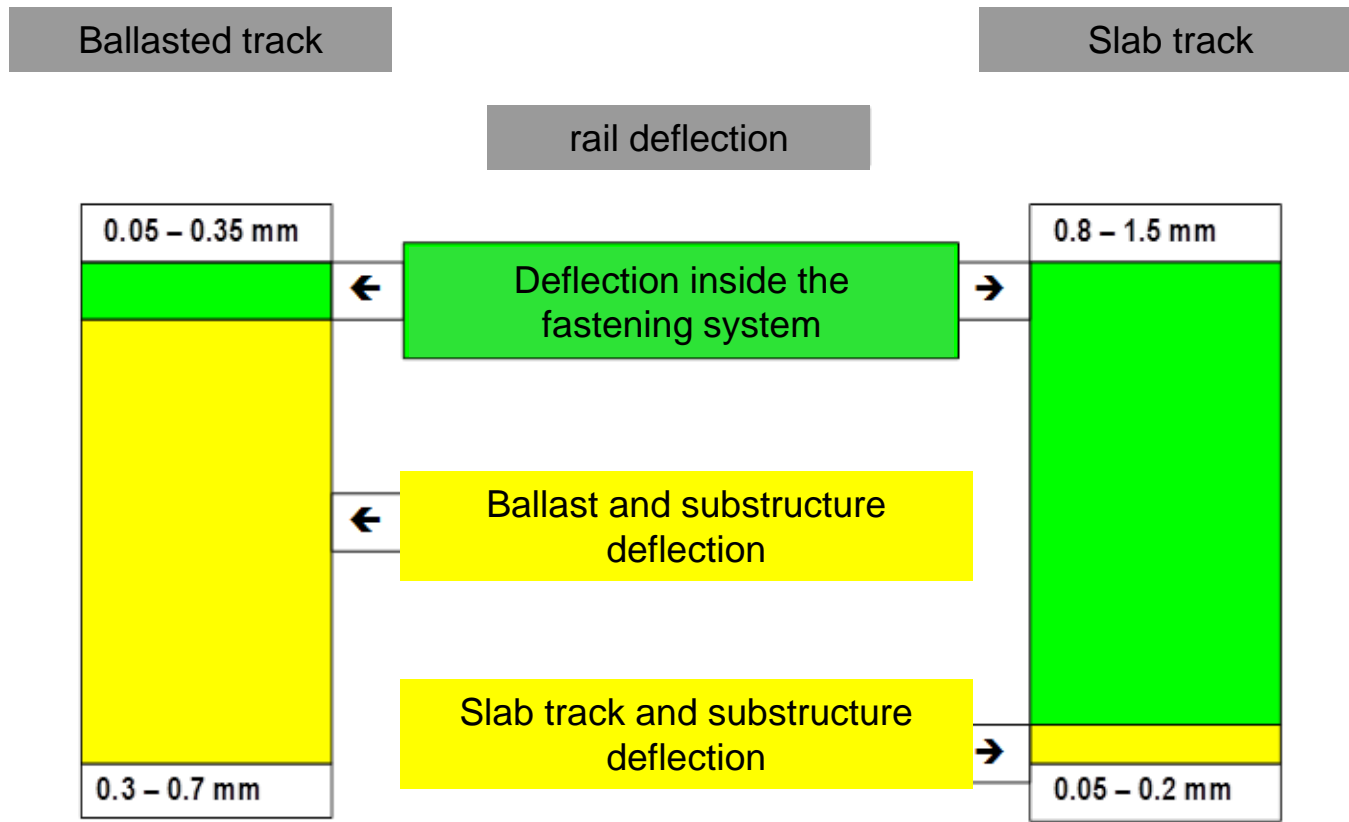 Ballasted track
Slab track
rail deflection
0.05 – 0.35 mm
0.8 – 1.5 mm
Deflection inside the
fastening system
Ballast and substructure
deflection
Slab track and substructure
deflection
0.3 – 0.7 mm
0.05 – 0.2 mm